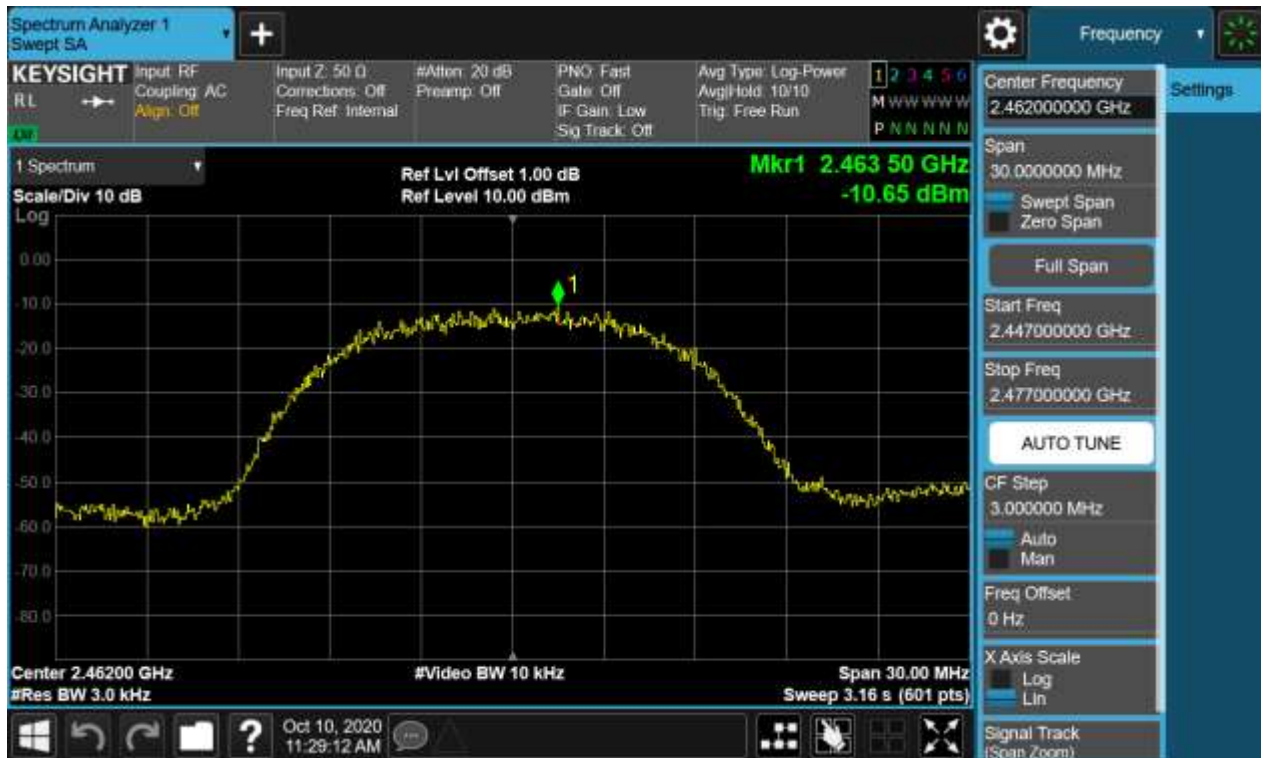 Spectrum Analyzer 1
Swept SA
Frequency
KEYSIGHT
RL
Input: RF
Coupling: AC
Align: Off
Input Z: 50 Ω
Corrections: Off
Freq Ref: Internal
#Atten: 20 dB
Preamp: Off
PNO: Fast
Gate: Off
IF Gain: Low
Sig Track: Off
Avg Type: Log-Power
Avg|Hold: 10/10
Trig: Free Run
1 2 3 4 5 6
M W W W W W
P N N N N N
Settings
Center Frequency
2.462000000 GHz
Span
30.0000000 MHz
Swept Span
Zero Span
Full Span
Start Freq
2.447000000 GHz
Stop Freq
2.477000000 GHz
AUTO TUNE
CF Step
3.000000 MHz
Auto
Man
Freq Offset
0 Hz
X Axis Scale
Log
Lin
Signal Track
(Span Zoom)
1 Spectrum
Scale/Div 10 dB
Log
Ref Lvl Offset 1.00 dB
Ref Level 10.00 dBm
Mkr1 2.463 50 GHz
-10.65 dBm
1
0.00
-10.0
-20.0
-30.0
-40.0
-50.0
-60.0
-70.0
-80.0
Center 2.46200 GHz
#Res BW 3.0 kHz
#Video BW 10 kHz
Span 30.00 MHz
Sweep 3.16 s (601 pts)
?
Oct 10, 2020
11:29:12 AM